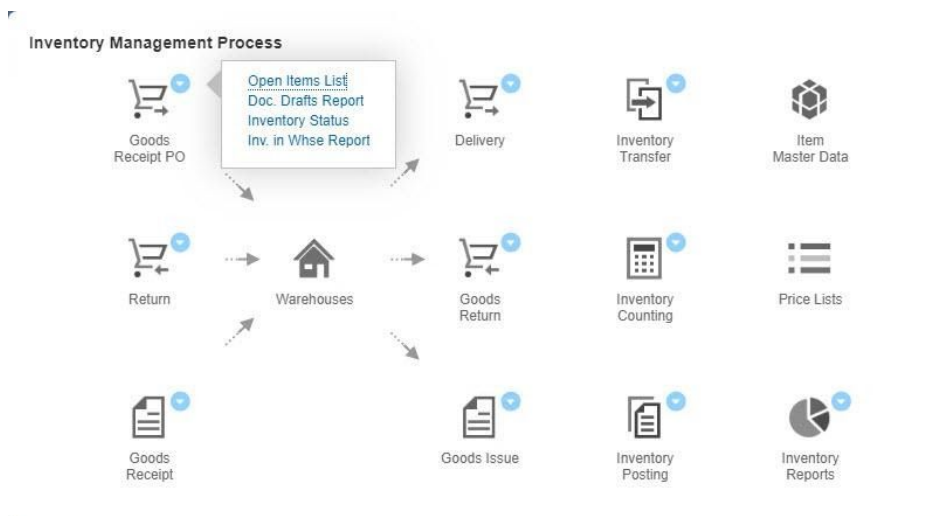 Inventory Management Process
Open Items List
Doc. Drafts Report
Inventory Status
Inv. in Whse Report
Goods
Receipt PO
Delivery
Inventory
Transfer
Item
Master Data
Return
Warehouses
Goods
Return
Inventory
Counting
Price Lists
Goods
Receipt
Goods Issue
Inventory
Posting
Inventory
Reports